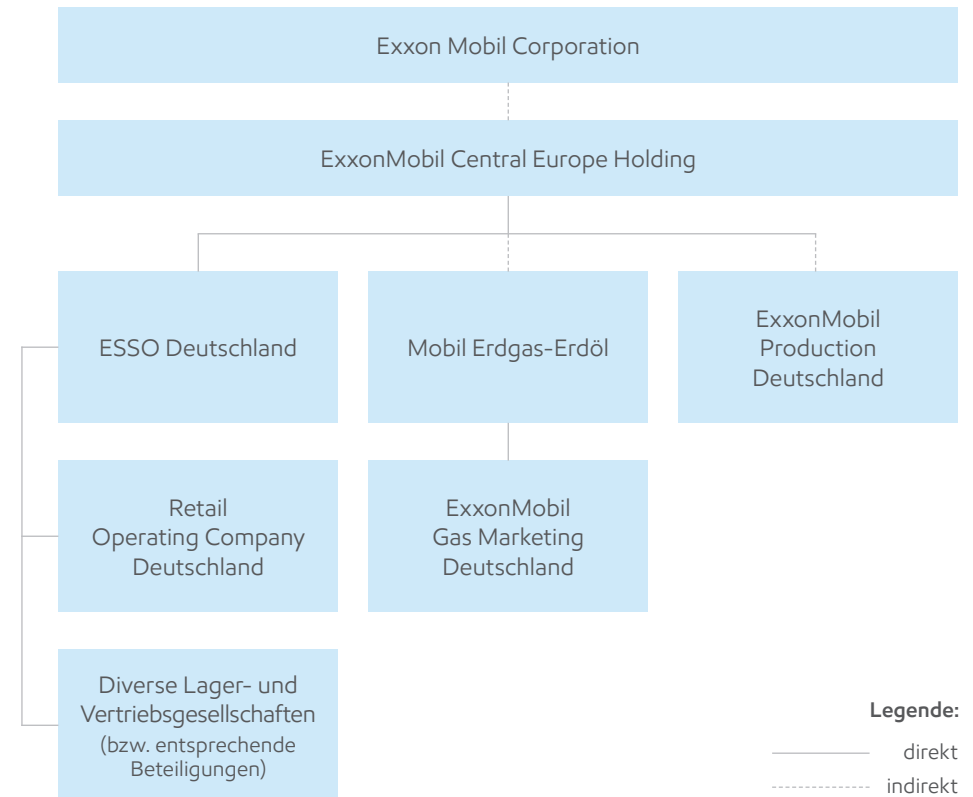 Exxon Mobil Corporation
ExxonMobil Central Europe Holding
ESSO Deutschland
Mobil Erdgas-Erdöl
ExxonMobil
Production
Deutschland
Retail
Operating Company
Deutschland
ExxonMobil
Gas Marketing
Deutschland
Diverse Lager- und
Vertriebsgesellschaften
(bzw. entsprechende
Beteiligungen)
Legende:
direkt
indirekt